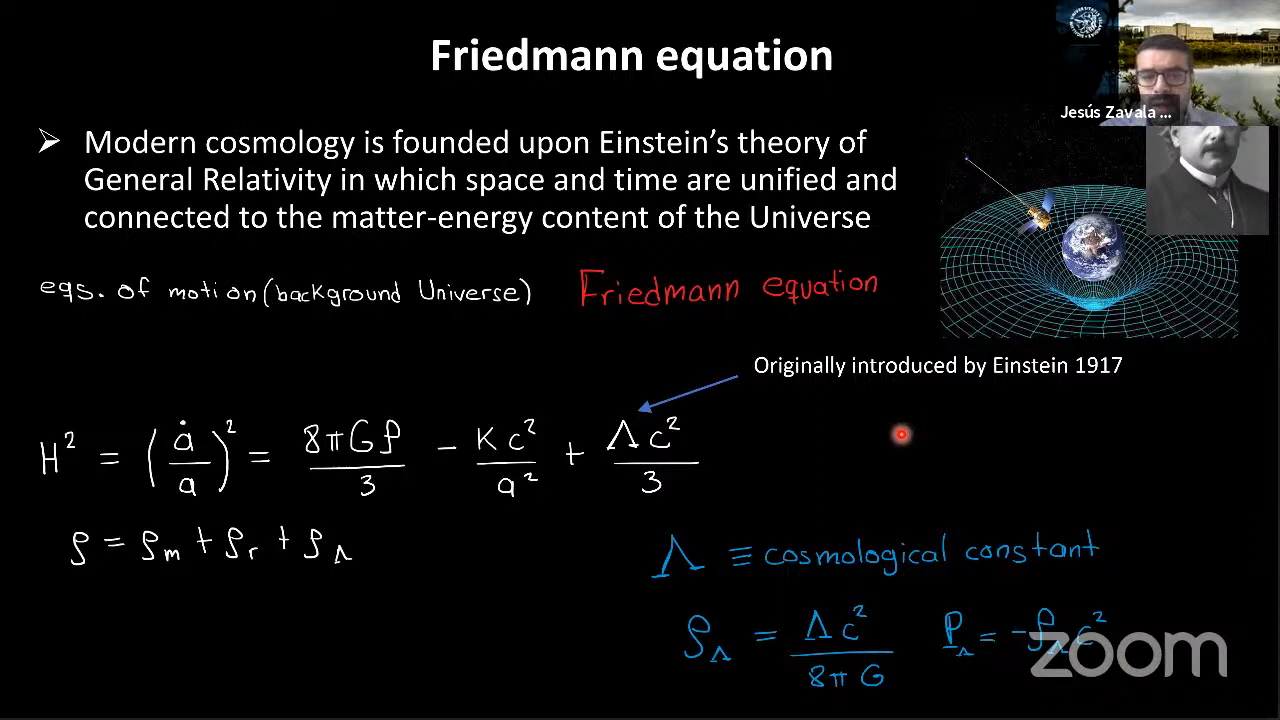 Friedmann equation
Jesús Zavala ...
➢ Modern cosmology is founded upon Einstein's theory of
General Relativity in which space and time are unified and
connected to the matter-energy content of the Universe
eqs. of motion (background Universe) Friedmann equation
Originally introduced by Einstein 1917
H² = (ȧ/a)² = 8πGρ/3 − Kc²/a² + Λc²/3
ρ = ρm + ρr + ρΛ
Λ ≡ cosmological constant
ρΛ = Λc²/8πG PΛ = −ρΛc²
zoom